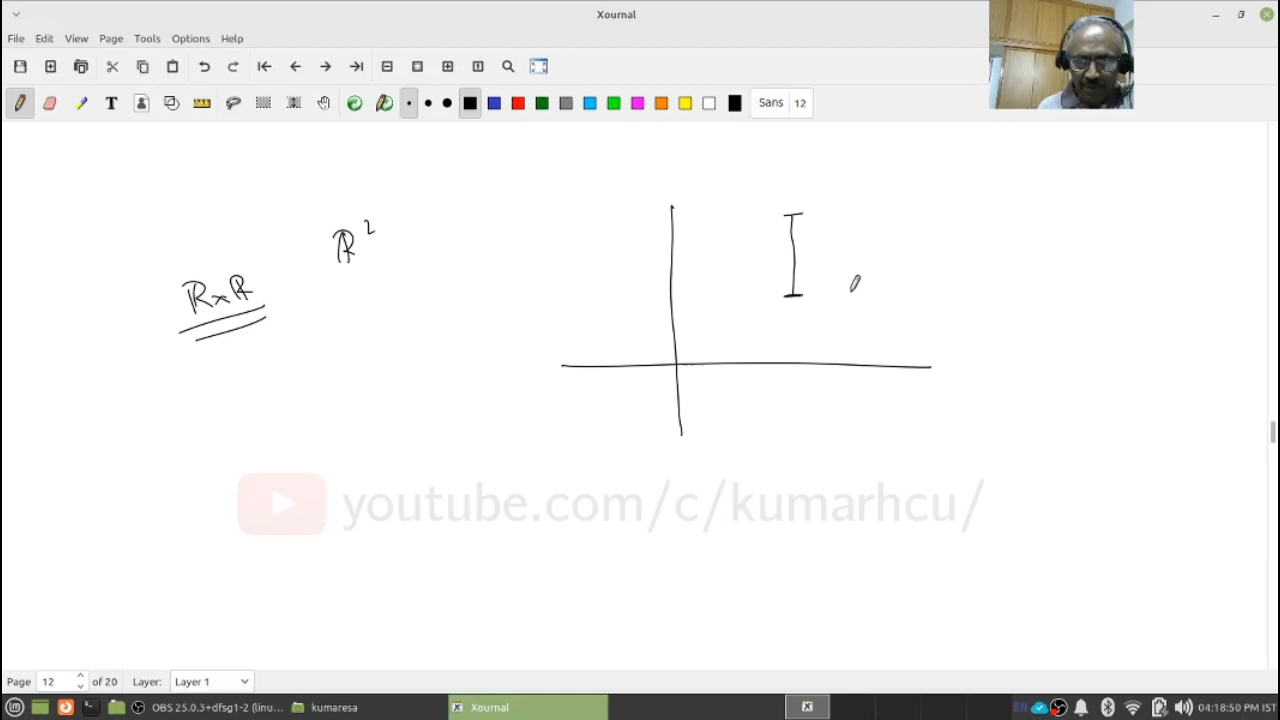 Xournal
File Edit View Page Tools Options Help
Sans 12
ℝ²
ℝ×ℝ
youtube.com/c/kumarhcu/
Page 12 of 20 Layer: Layer 1
OBS 25.0.3+dfsg1-2 (linu... kumaresa Xournal EN 04:18:50 PM IST